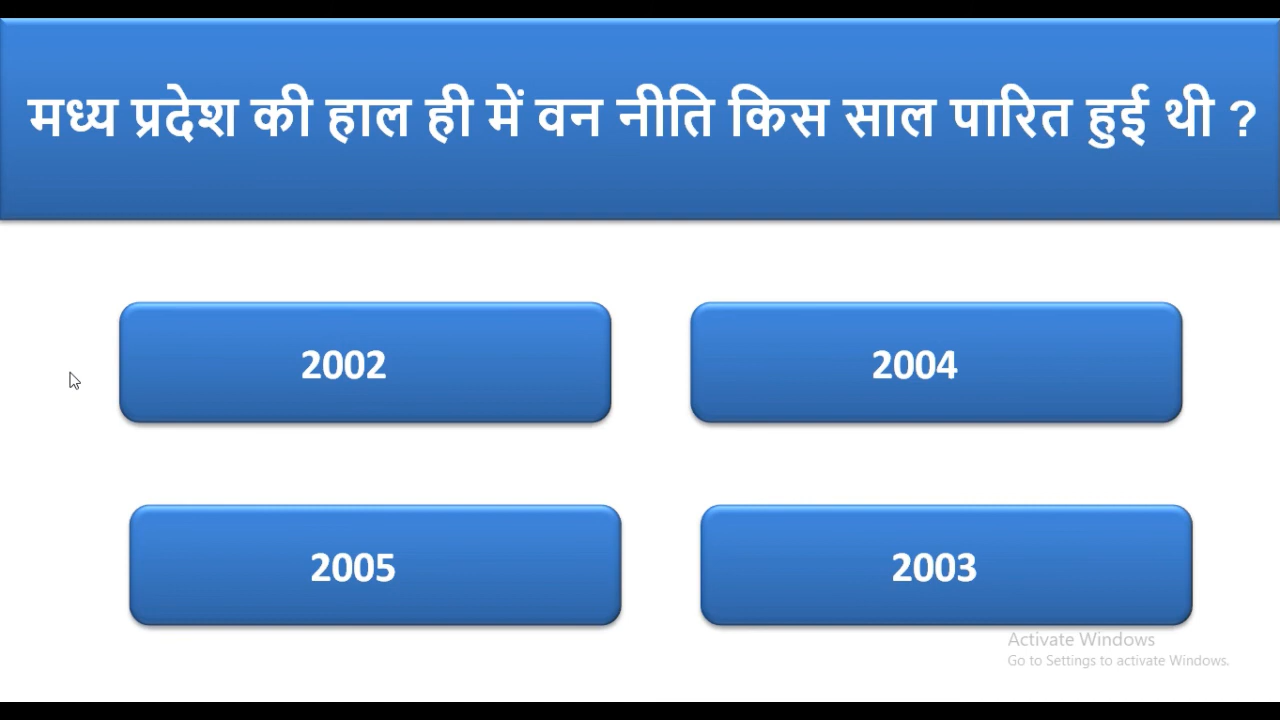 मध्य प्रदेश की हाल ही में वन नीति किस साल पारित हुई थी ?
2002
2004
2005
2003
Activate Windows
Go to Settings to activate Windows.